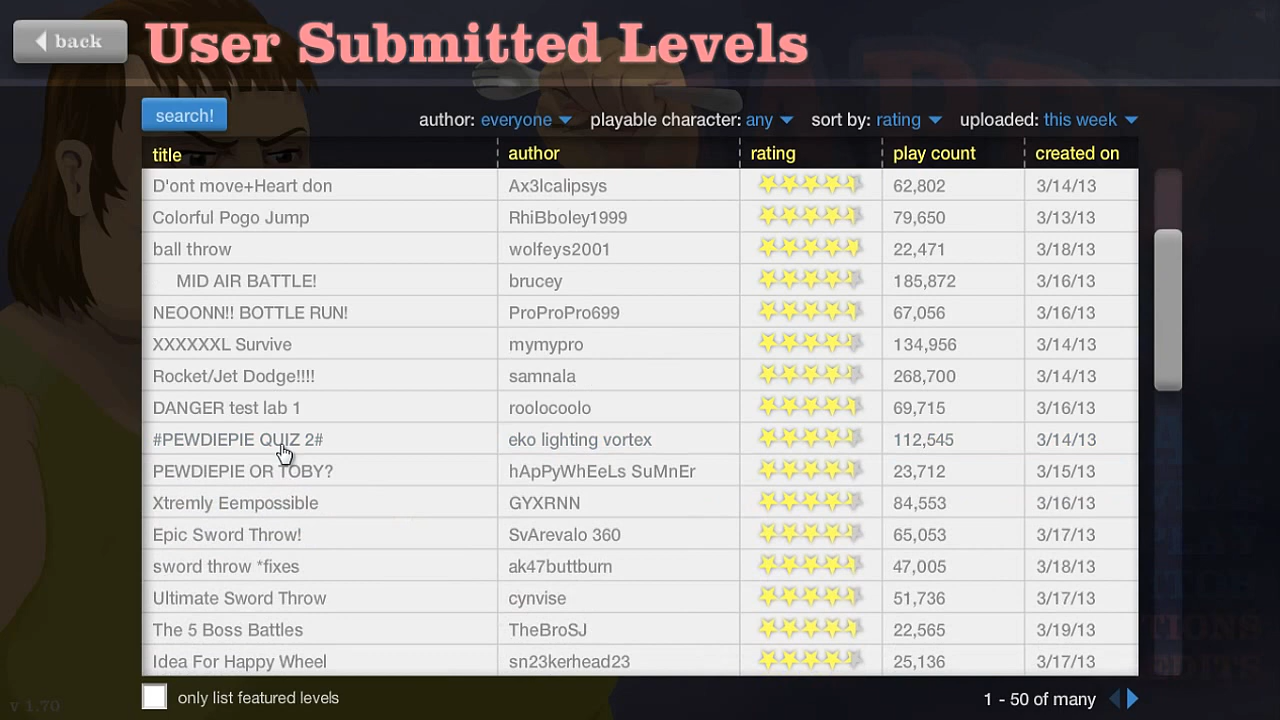 back
User Submitted Levels
search!
author: everyone playable character: any sort by: rating uploaded: this week
title author rating play count created on
D'ont move+Heart don Ax3lcalipsys 62,802 3/14/13
Colorful Pogo Jump RhiBboley1999 79,650 3/13/13
ball throw wolfeys2001 22,471 3/18/13
MID AIR BATTLE! brucey 185,872 3/16/13
NEOONN!! BOTTLE RUN! ProProPro699 67,056 3/16/13
XXXXXXL Survive mymypro 134,956 3/14/13
Rocket/Jet Dodge!!!! samnala 268,700 3/14/13
DANGER test lab 1 roolocoolo 69,715 3/16/13
#PEWDIEPIE QUIZ 2# eko lighting vortex 112,545 3/14/13
PEWDIEPIE OR TOBY? hApPyWhEeLs SuMnEr 23,712 3/15/13
Xtremly Eempossible GYXRNN 84,553 3/16/13
Epic Sword Throw! SvArevalo 360 65,053 3/17/13
sword throw *fixes ak47buttburn 47,005 3/18/13
Ultimate Sword Throw cynvise 51,736 3/17/13
The 5 Boss Battles TheBroSJ 22,565 3/19/13
Idea For Happy Wheel sn23kerhead23 25,136 3/17/13
only list featured levels
1 - 50 of many
v 1.70